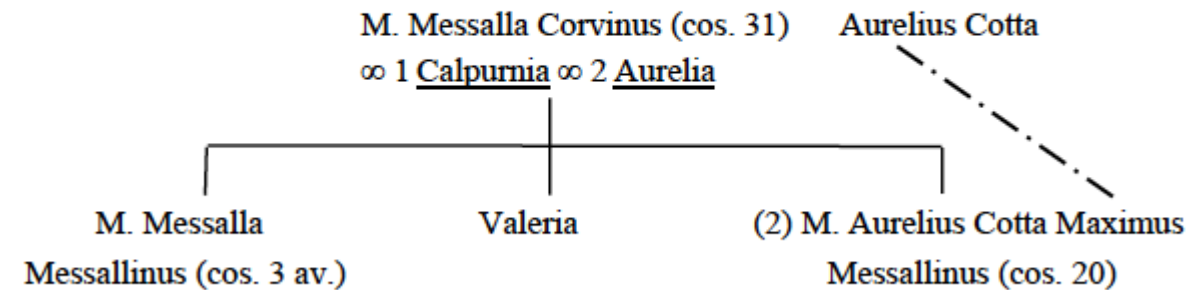 M. Messalla Corvinus (cos. 31) Aurelius Cotta
∞ 1 Calpurnia ∞ 2 Aurelia
M. Messalla Valeria (2) M. Aurelius Cotta Maximus
Messallinus (cos. 3 av.) Messallinus (cos. 20)